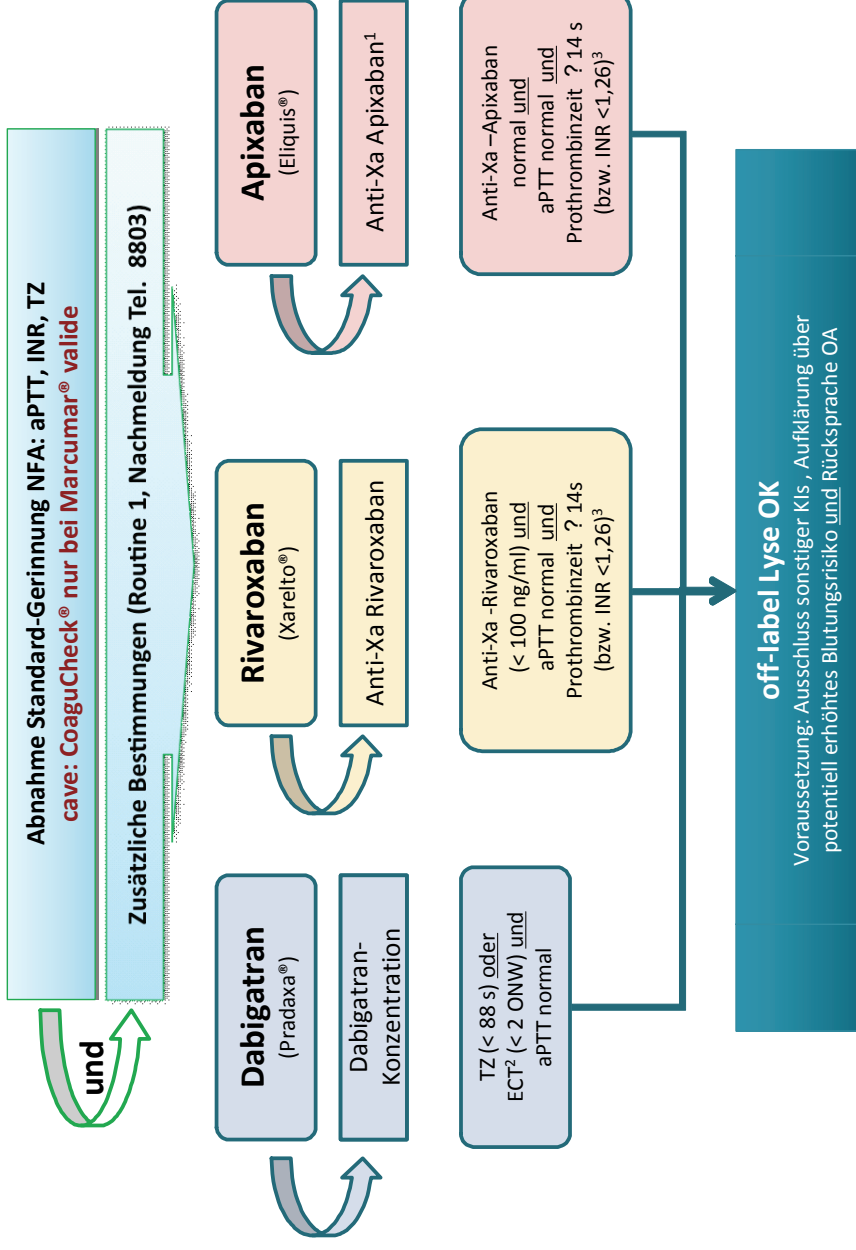 Abnahme Standard-Gerinnung NFA: aPTT, INR, TZ
cave: CoaguCheck® nur bei Marcumar® valide
und
Zusätzliche Bestimmungen (Routine 1, Nachmeldung Tel. 8803)
Dabigatran
(Pradaxa®)
Dabigatran-
Konzentration
TZ (< 88 s) oder
ECT² (< 2 ONW) und
aPTT normal
Rivaroxaban
(Xarelto®)
Anti-Xa Rivaroxaban
Anti-Xa -Rivaroxaban
(< 100 ng/ml) und
aPTT normal und
Prothrombinzeit ? 14s
(bzw. INR <1,26)³
Apixaban
(Eliquis®)
Anti-Xa Apixaban¹
Anti-Xa –Apixaban
normal und
aPTT normal und
Prothrombinzeit ? 14 s
(bzw. INR <1,26)³
off-label Lyse OK
Voraussetzung: Ausschluss sonstiger KIs , Aufklärung über
potentiell erhöhtes Blutungsrisiko und Rücksprache OA